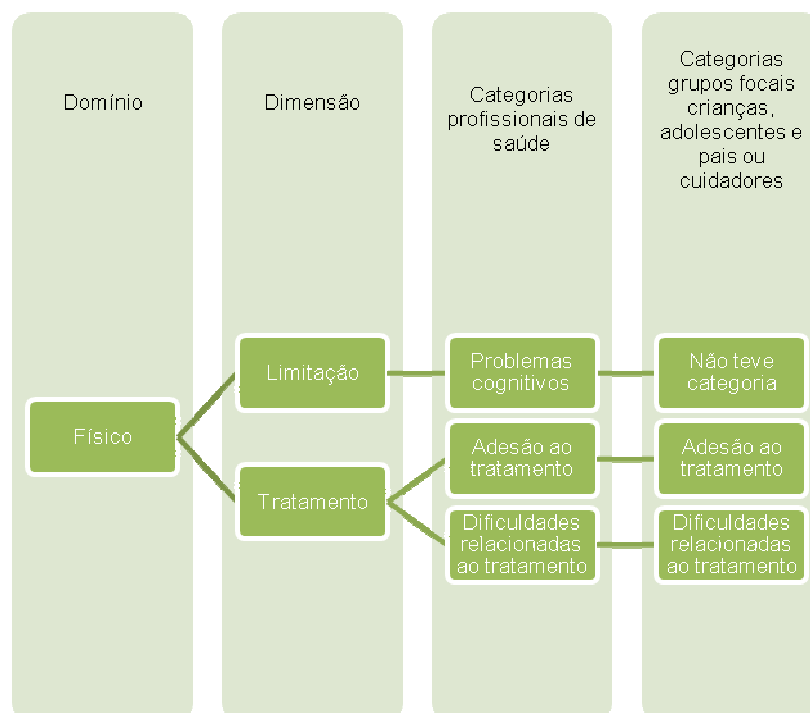 Domínio
Dimensão
Categorias
profissionais de
saúde
Categorias
grupos focais
crianças,
adolescentes e
pais ou
cuidadores
Físico
Limitação
Tratamento
Problemas
cognitivos
Adesão ao
tratamento
Dificuldades
relacionadas
ao tratamento
Não teve
categoria
Adesão ao
tratamento
Dificuldades
relacionadas
ao tratamento